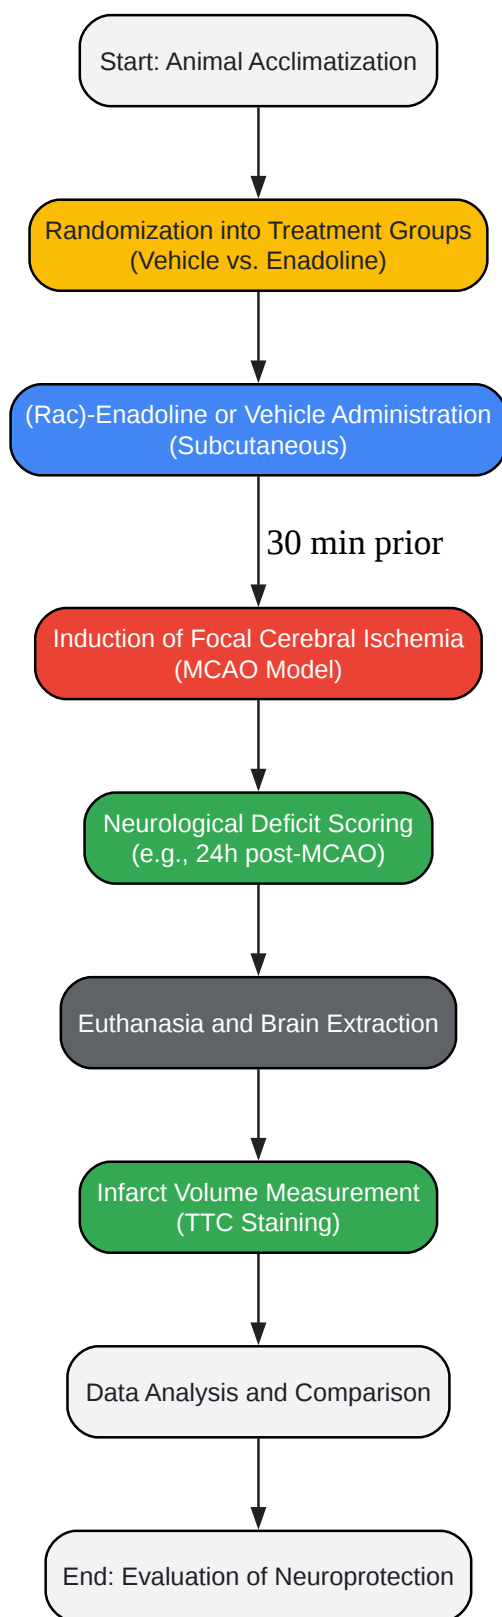 Start: Animal Acclimatization
Randomization into Treatment Groups
(Vehicle vs. Enadoline)
(Rac)-Enadoline or Vehicle Administration
(Subcutaneous)
30 min prior
Induction of Focal Cerebral Ischemia
(MCAO Model)
Neurological Deficit Scoring
(e.g., 24h post-MCAO)
Euthanasia and Brain Extraction
Infarct Volume Measurement
(TTC Staining)
Data Analysis and Comparison
End: Evaluation of Neuroprotection